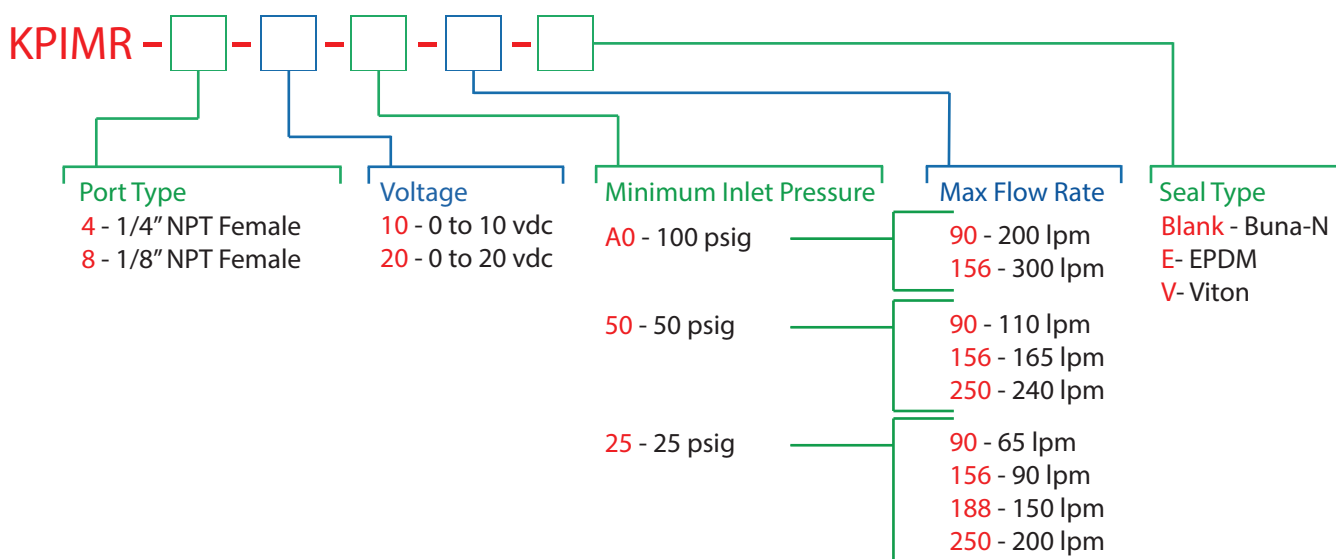 KPIMR - - - - -
Port Type
4 - 1/4” NPT Female
8 - 1/8” NPT Female
Voltage
10 - 0 to 10 vdc
20 - 0 to 20 vdc
Minimum Inlet Pressure
A0 - 100 psig
50 - 50 psig
25 - 25 psig
Max Flow Rate
90 - 200 lpm
156 - 300 lpm
90 - 110 lpm
156 - 165 lpm
250 - 240 lpm
90 - 65 lpm
156 - 90 lpm
188 - 150 lpm
250 - 200 lpm
Seal Type
Blank - Buna-N
E- EPDM
V- Viton